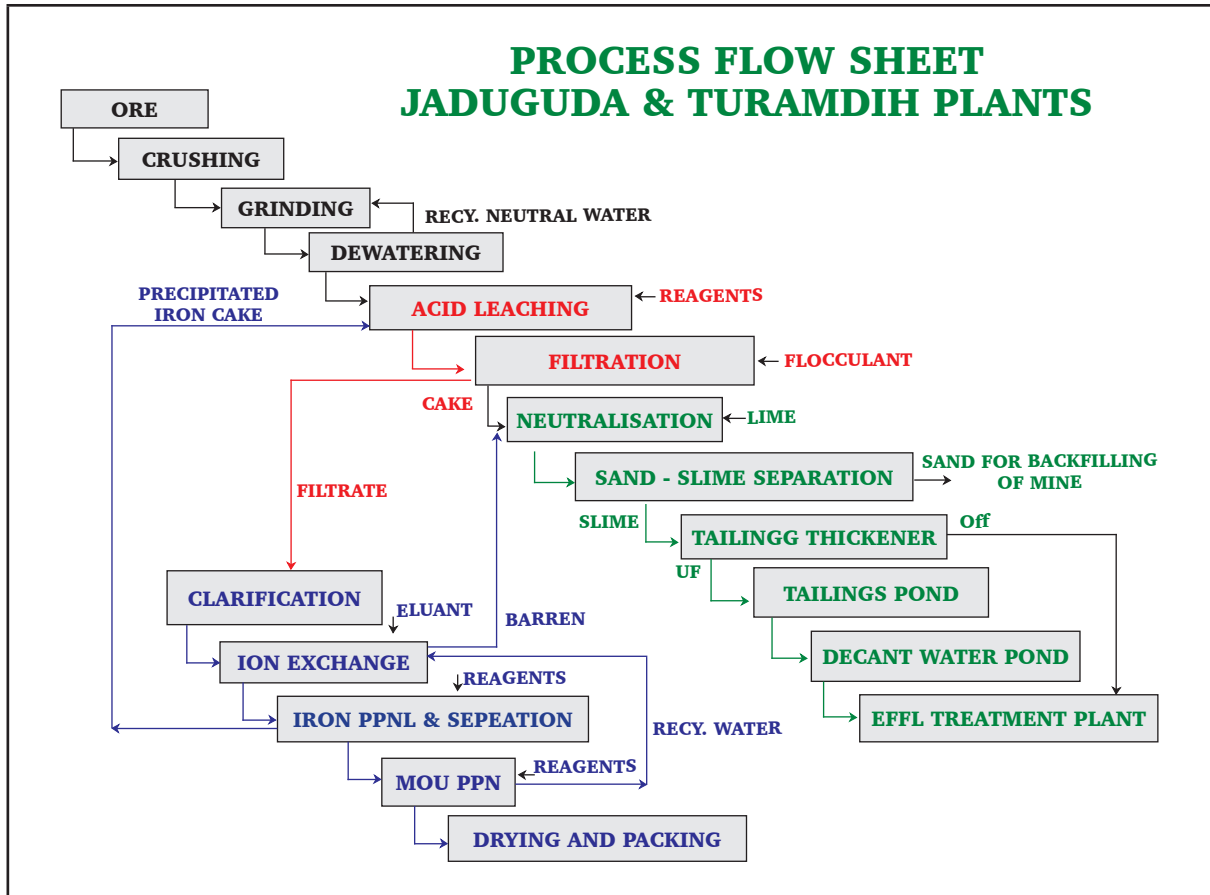 PROCESS FLOW SHEET
JADUGUDA & TURAMDIH PLANTS
ORE
CRUSHING
GRINDING
RECY. NEUTRAL WATER
DEWATERING
PRECIPITATED
IRON CAKE
ACID LEACHING
REAGENTS
FILTRATION
FLOCCULANT
CAKE
NEUTRALISATION
LIME
SAND - SLIME SEPARATION
SAND FOR BACKFILLING
OF MINE
FILTRATE
SLIME
TAILINGG THICKENER
Off
UF
TAILINGS POND
CLARIFICATION
ELUANT
BARREN
ION EXCHANGE
DECANT WATER POND
REAGENTS
IRON PPNL & SEPEATION
RECY. WATER
EFFL TREATMENT PLANT
MOU PPN
REAGENTS
DRYING AND PACKING